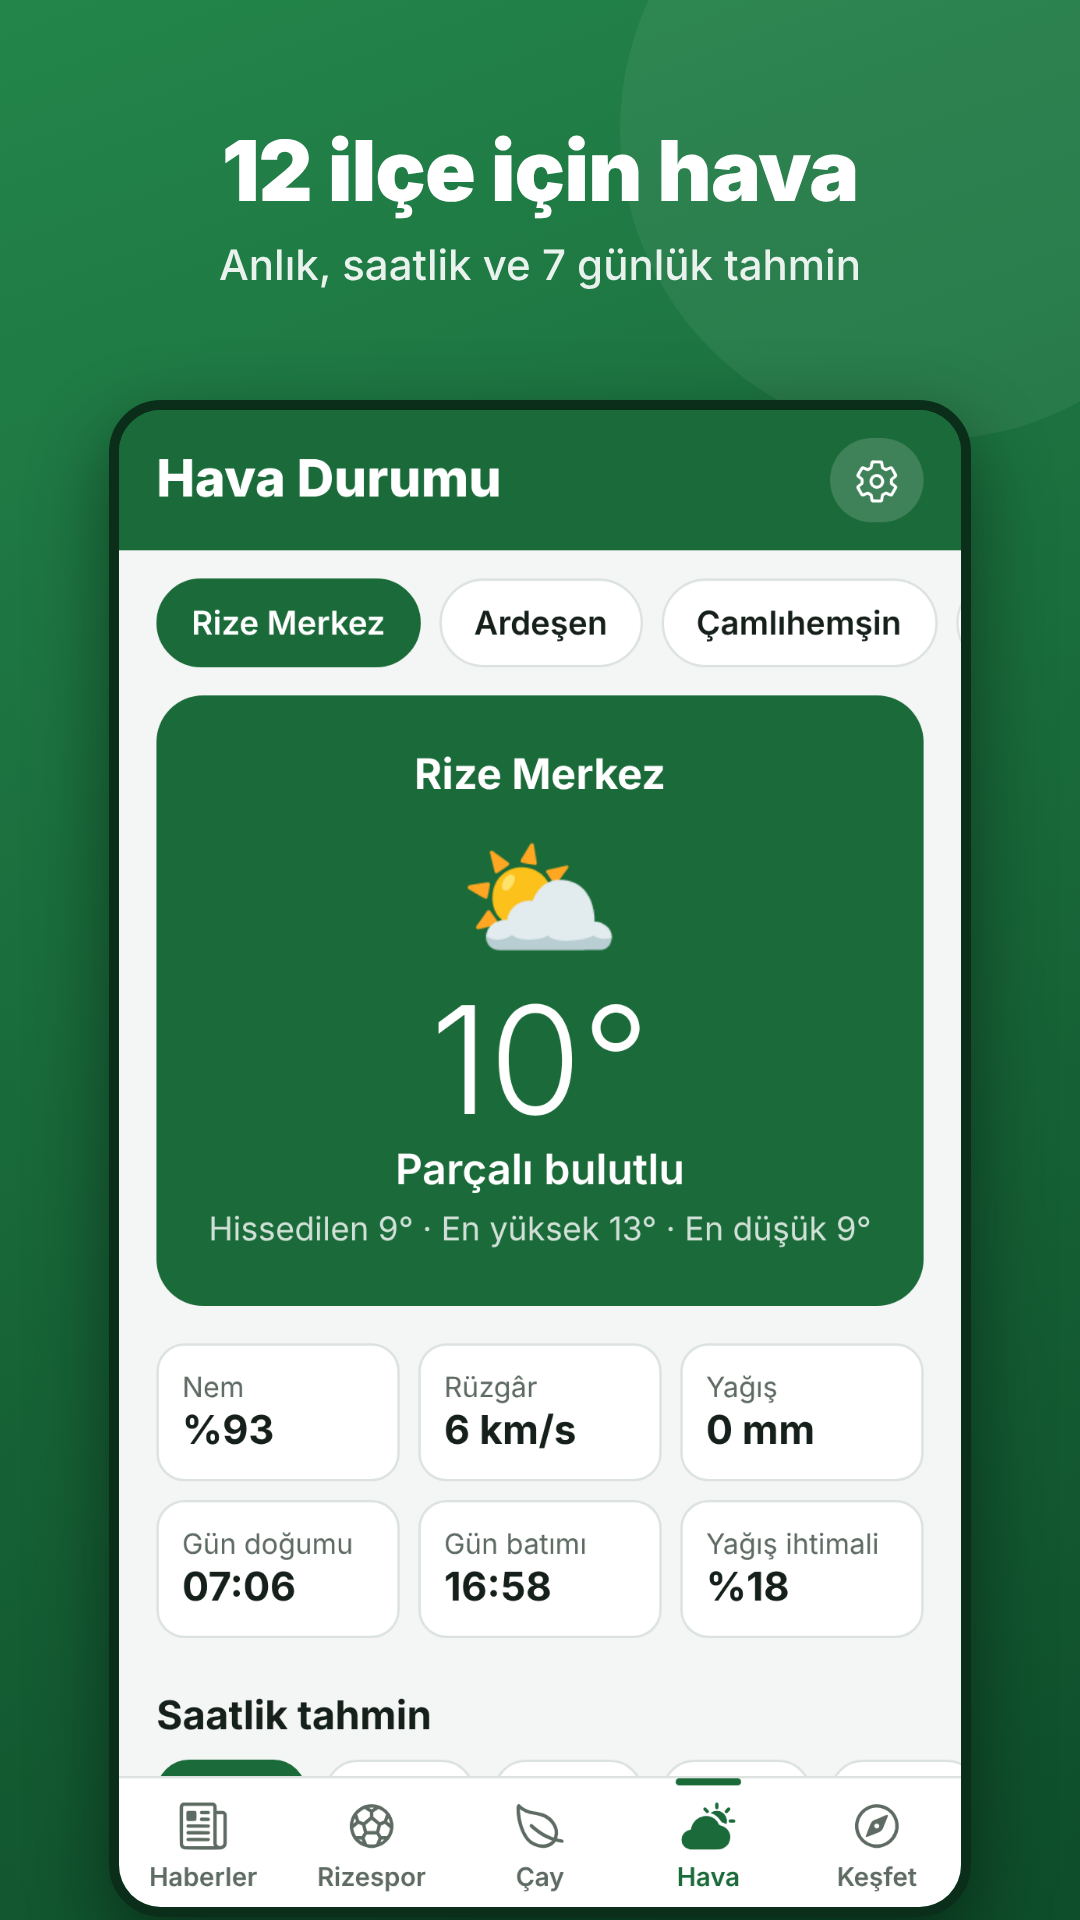 12 ilçe için hava
Anlık, saatlik ve 7 günlük tahmin
Hava Durumu
Rize Merkez
Ardeşen
Çamlıhemşin
Rize Merkez
10°
Parçalı bulutlu
Hissedilen 9° · En yüksek 13° · En düşük 9°
Nem
%93
Rüzgâr
6 km/s
Yağış
0 mm
Gün doğumu
07:06
Gün batımı
16:58
Yağış ihtimali
%18
Saatlik tahmin
Haberler
Rizespor
Çay
Hava
Keşfet